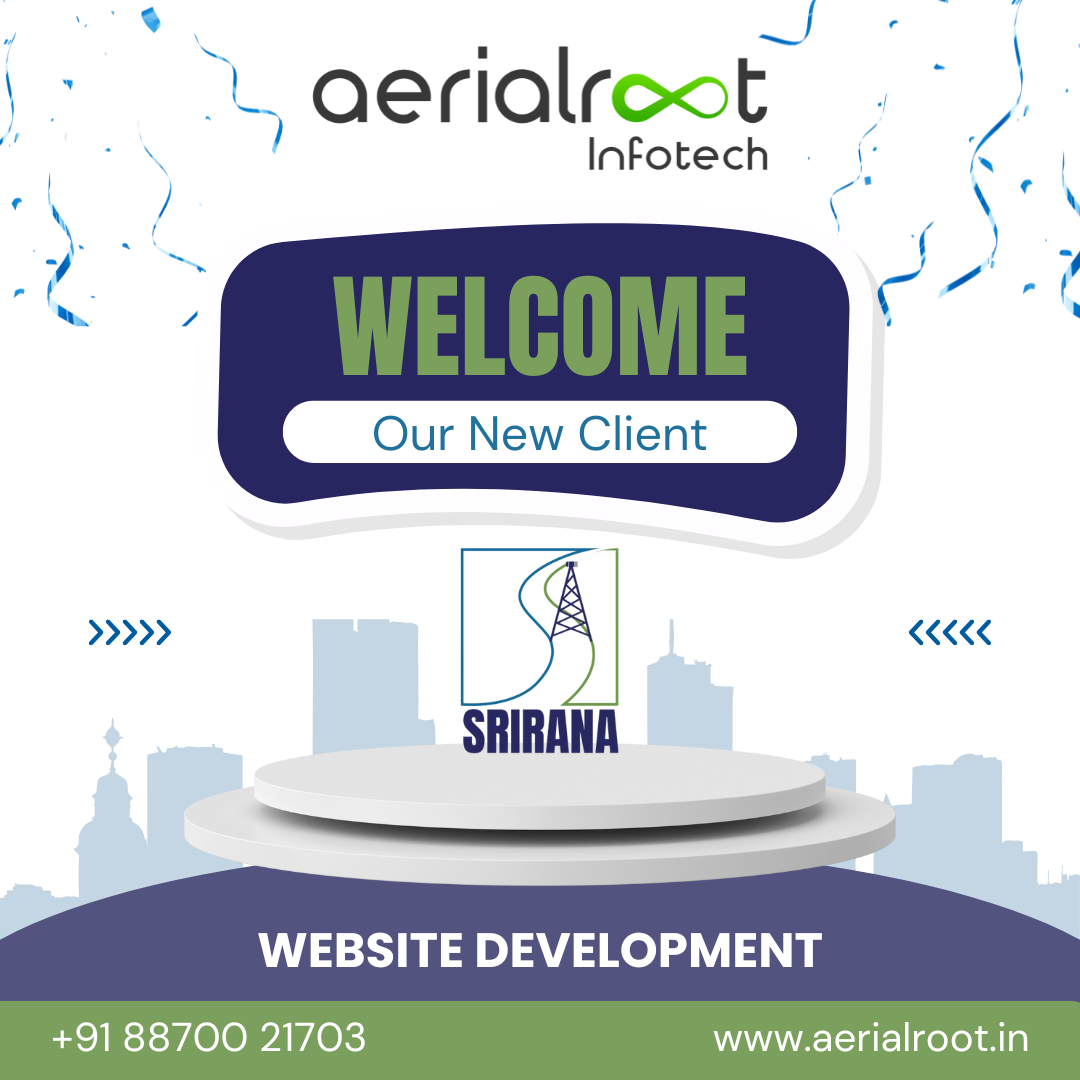 aerialroot
Infotech
WELCOME
Our New Client
SRIRANA
WEBSITE DEVELOPMENT
+91 88700 21703
www.aerialroot.in